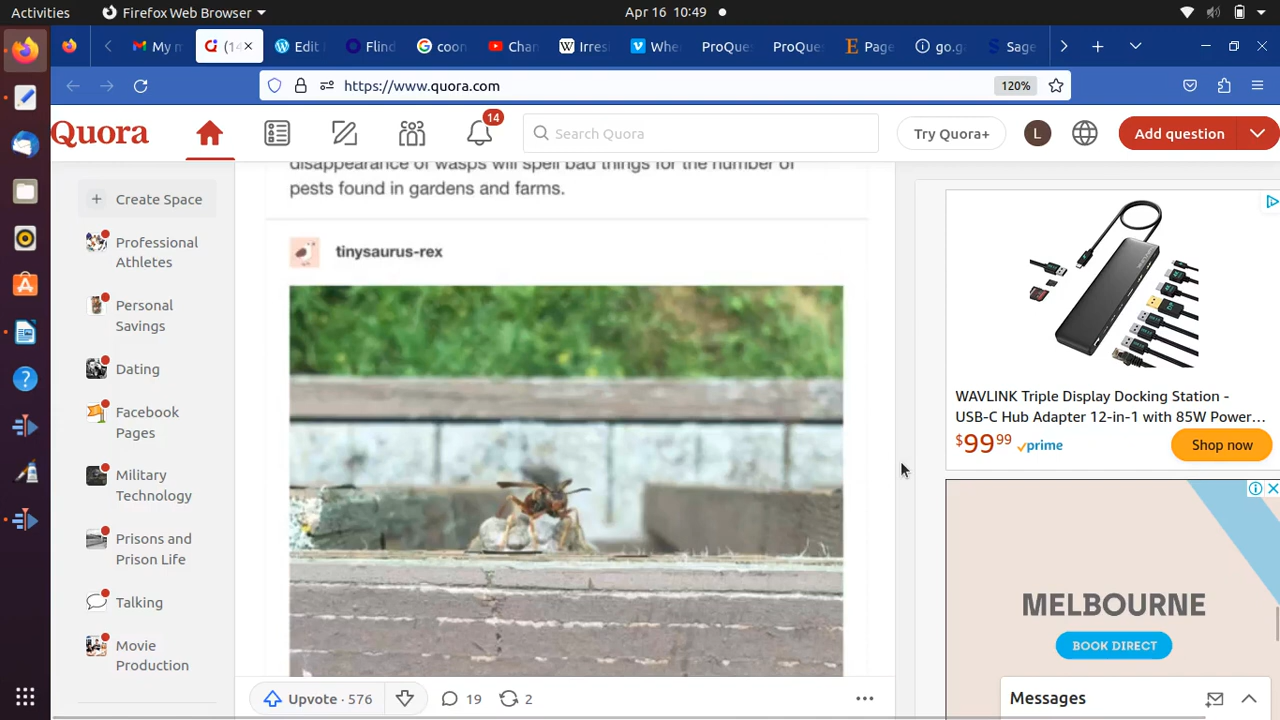 Activities
Firefox Web Browser
Apr 16 10:49
My m
(14
Edit
Flind
coon
Chan
Irres
Whe
ProQues
ProQues
Page
go.g
Sage
https://www.quora.com
120%
Quora
14
Search Quora
Try Quora+
L
Add question
disappearance of wasps will spell bad things for the number of
pests found in gardens and farms.
Create Space
Professional
Athletes
Personal
Savings
Dating
Facebook
Pages
Military
Technology
Prisons and
Prison Life
Talking
Movie
Production
tinysaurus-rex
Upvote · 576
19
2
WAVLINK Triple Display Docking Station -
USB-C Hub Adapter 12-in-1 with 85W Power...
$99 99 prime
Shop now
MELBOURNE
BOOK DIRECT
Messages